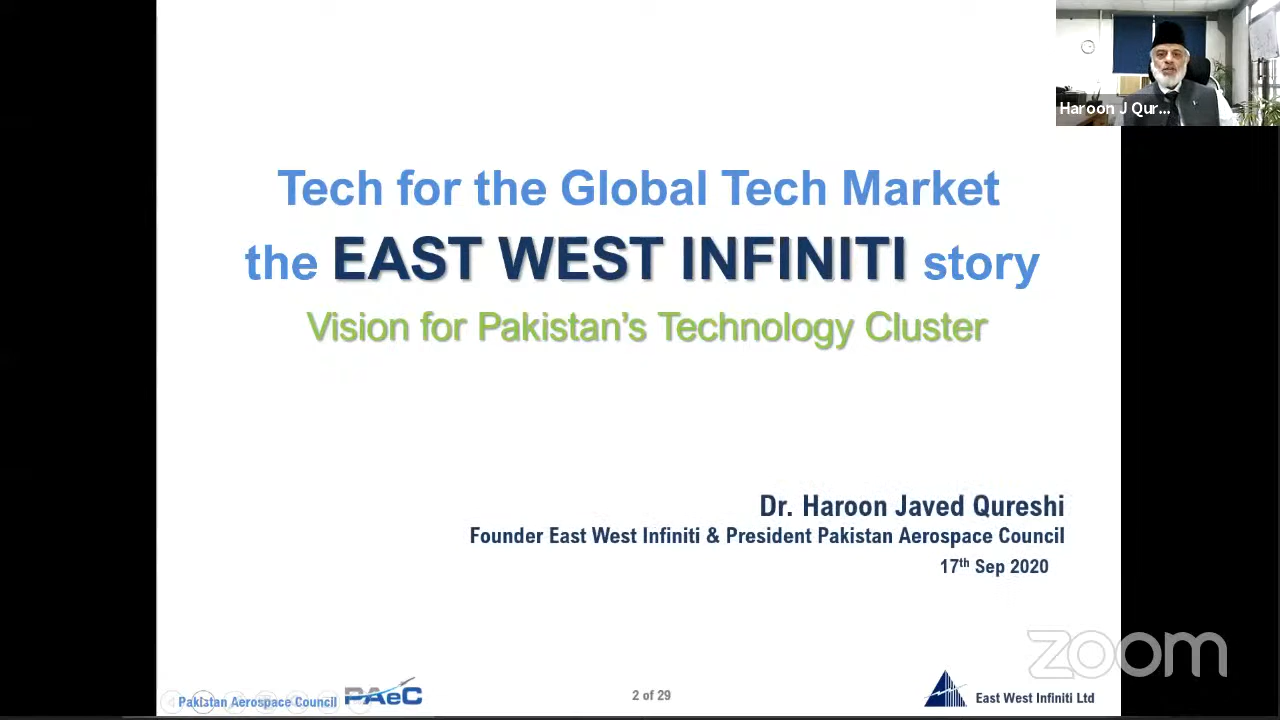 Haroon J Qur...
Tech for the Global Tech Market
the EAST WEST INFINITI story
Vision for Pakistan's Technology Cluster
Dr. Haroon Javed Qureshi
Founder East West Infiniti & President Pakistan Aerospace Council
17th Sep 2020
zoom
Pakistan Aerospace Council PAeC
2 of 29
East West Infiniti Ltd